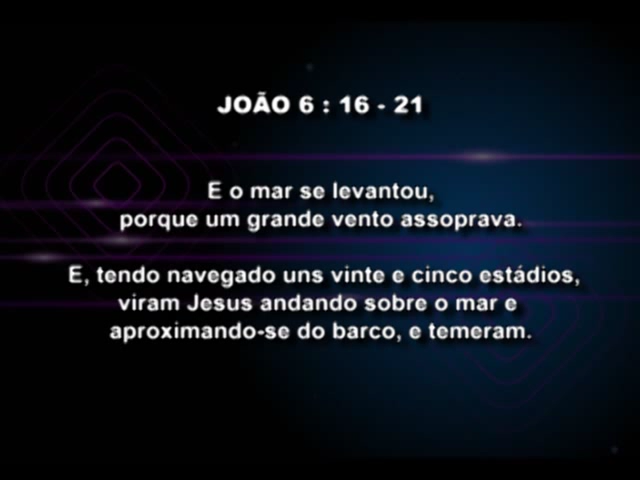 JOÃO 6 : 16 - 21
E o mar se levantou,
porque um grande vento assoprava.
E, tendo navegado uns vinte e cinco estádios,
viram Jesus andando sobre o mar e
aproximando-se do barco, e temeram.